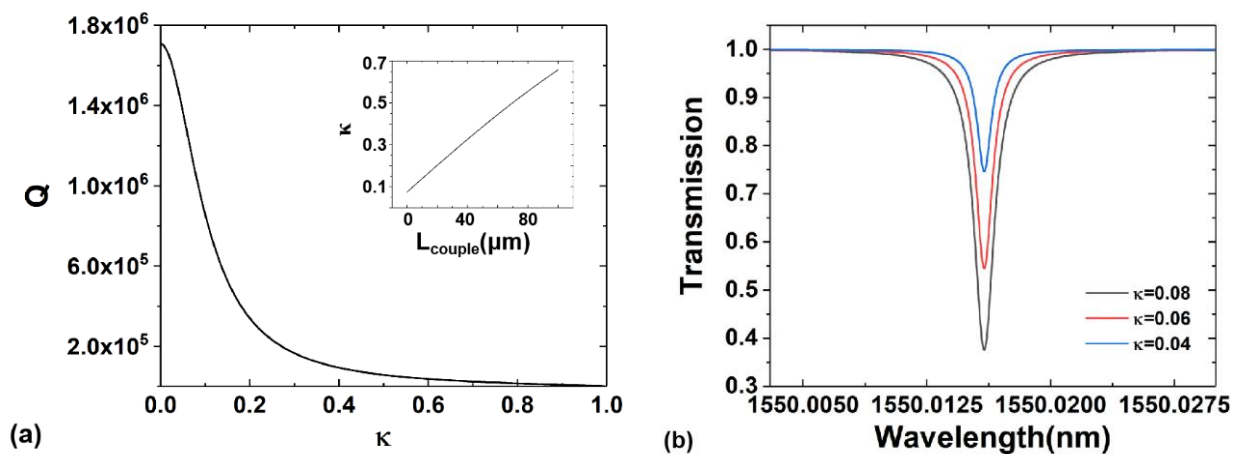 1.8x10⁶
1.4x10⁶
1.0x10⁶
6.0x10⁵
2.0x10⁵
Q
0.0 0.2 0.4 0.6 0.8 1.0
κ
0.7
0.5
0.3
0.1
κ
0 40 80
L_couple(μm)
(a)
1.0
0.9
0.8
0.7
0.6
0.5
0.4
0.3
Transmission
κ=0.08
κ=0.06
κ=0.04
1550.0050 1550.0125 1550.0200 1550.0275
Wavelength(nm)
(b)